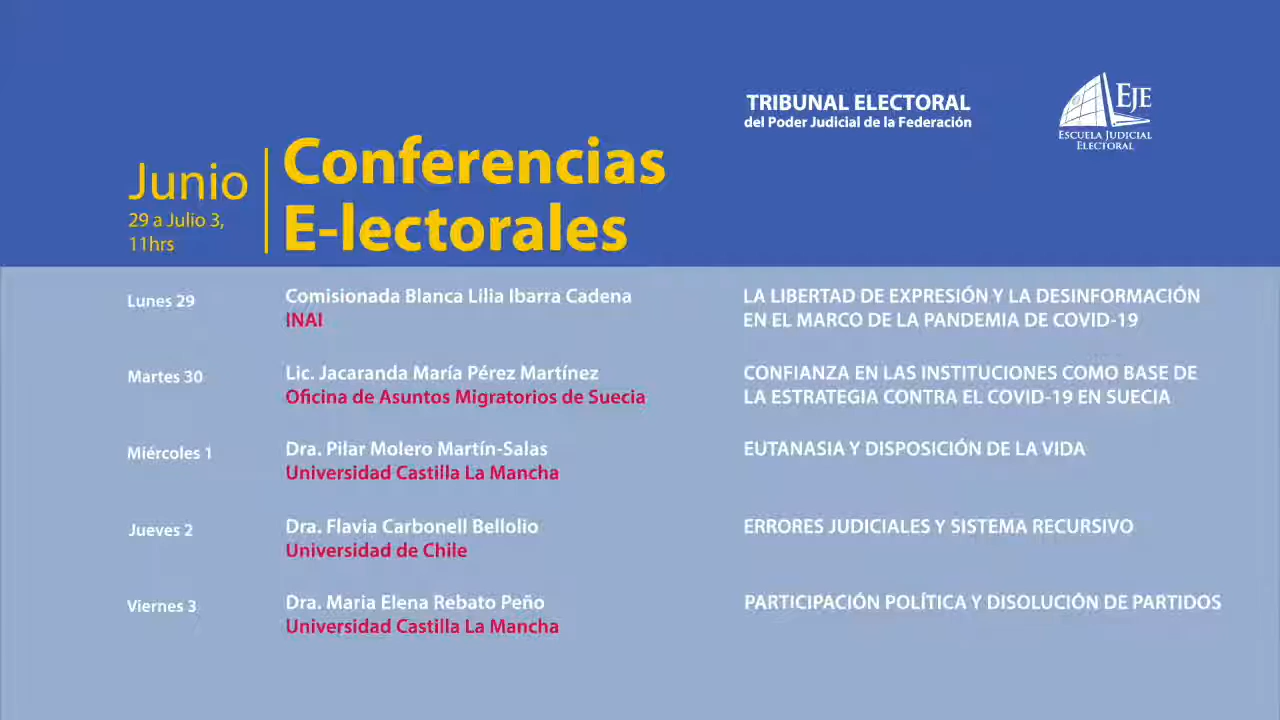 TRIBUNAL ELECTORAL
del Poder Judicial de la Federación
EJE
ESCUELA JUDICIAL
ELECTORAL
Junio
29 a Julio 3,
11hrs
Conferencias
E-lectorales
Lunes 29
Comisionada Blanca Lilia Ibarra Cadena
INAI
LA LIBERTAD DE EXPRESIÓN Y LA DESINFORMACIÓN
EN EL MARCO DE LA PANDEMIA DE COVID-19
Martes 30
Lic. Jacaranda María Pérez Martínez
Oficina de Asuntos Migratorios de Suecia
CONFIANZA EN LAS INSTITUCIONES COMO BASE DE
LA ESTRATEGIA CONTRA EL COVID-19 EN SUECIA
Miércoles 1
Dra. Pilar Molero Martín-Salas
Universidad Castilla La Mancha
EUTANASIA Y DISPOSICIÓN DE LA VIDA
Jueves 2
Dra. Flavia Carbonell Bellolio
Universidad de Chile
ERRORES JUDICIALES Y SISTEMA RECURSIVO
Viernes 3
Dra. Maria Elena Rebato Peño
Universidad Castilla La Mancha
PARTICIPACIÓN POLÍTICA Y DISOLUCIÓN DE PARTIDOS